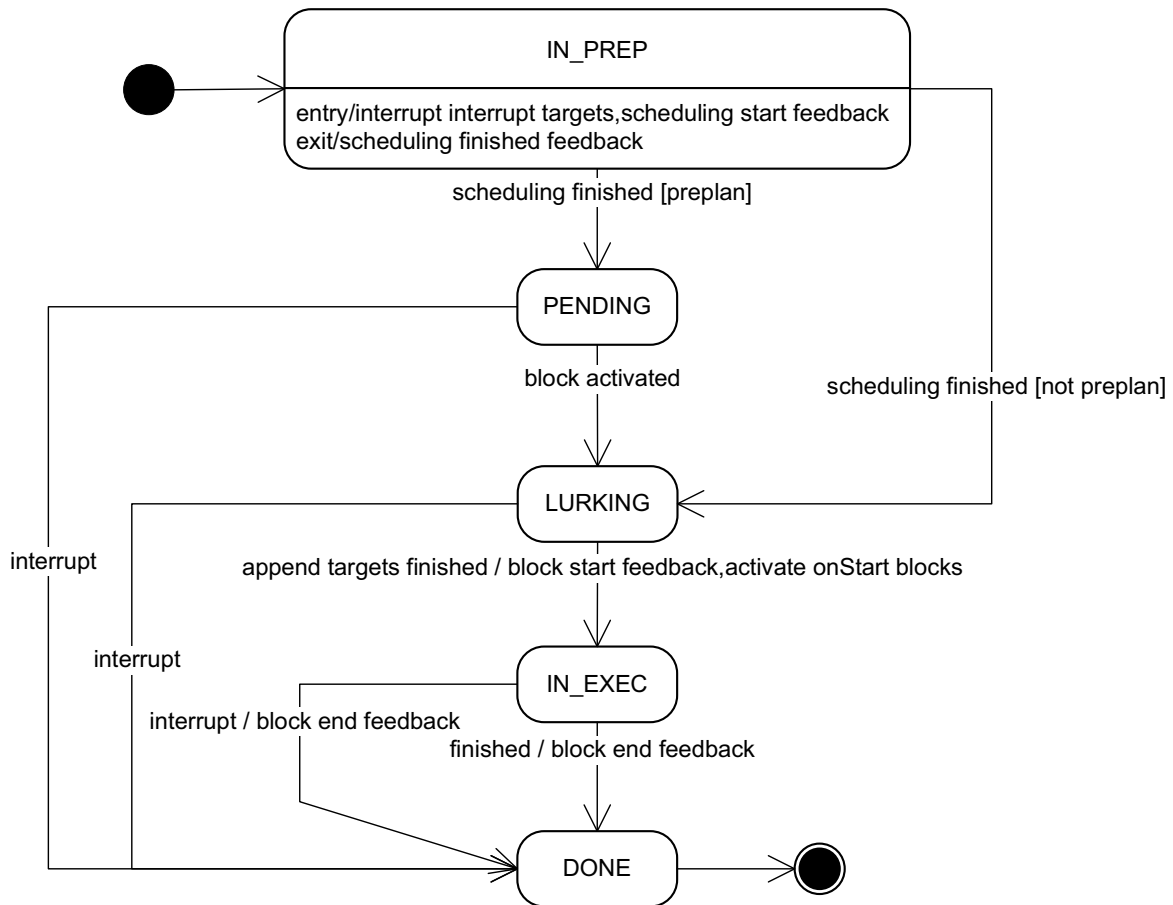 IN_PREP
entry/interrupt interrupt targets,scheduling start feedback
exit/scheduling finished feedback
scheduling finished [preplan]
PENDING
block activated
scheduling finished [not preplan]
LURKING
interrupt
append targets finished / block start feedback,activate onStart blocks
interrupt
IN_EXEC
interrupt / block end feedback
finished / block end feedback
DONE